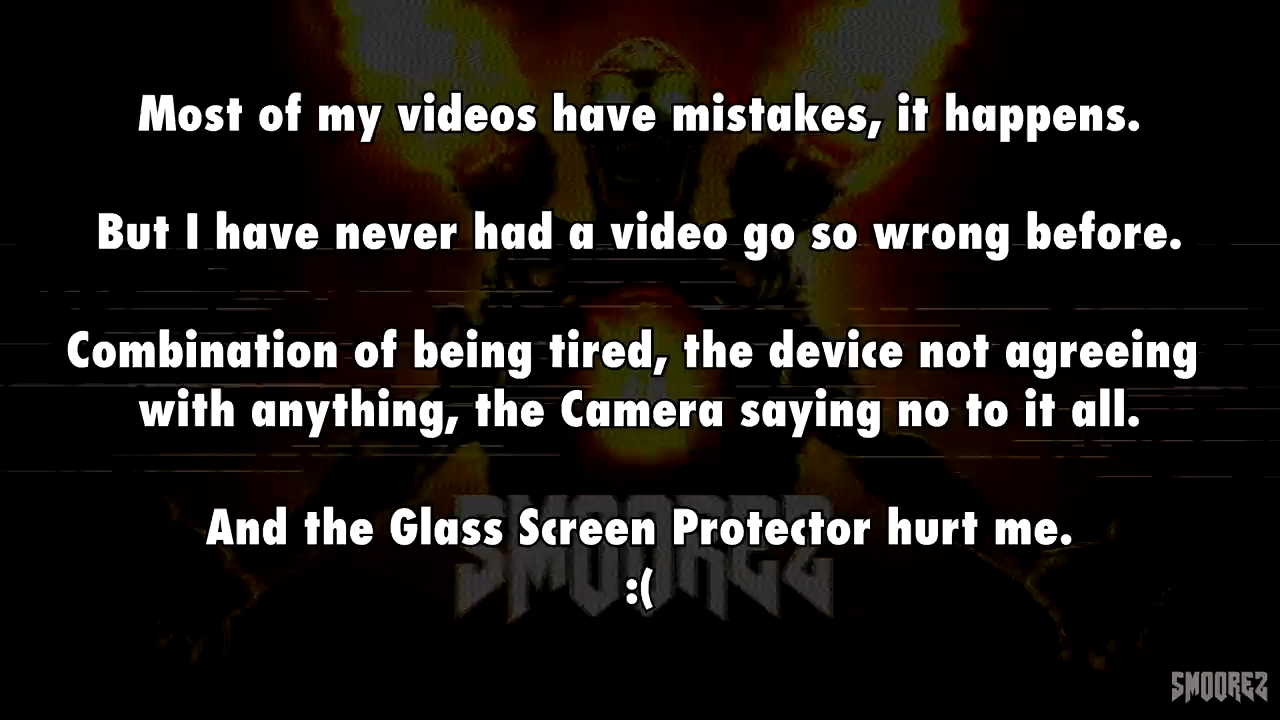 Most of my videos have mistakes, it happens.
But I have never had a video go so wrong before.
Combination of being tired, the device not agreeing
with anything, the Camera saying no to it all.
And the Glass Screen Protector hurt me.
:(
SMOOREZ
SMOOREZ